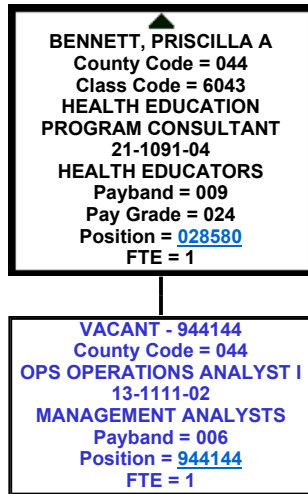 BENNETT, PRISCILLA A
County Code = 044
Class Code = 6043
HEALTH EDUCATION
PROGRAM CONSULTANT
21-1091-04
HEALTH EDUCATORS
Payband = 009
Pay Grade = 024
Position = 028580
FTE = 1
VACANT - 944144
County Code = 044
OPS OPERATIONS ANALYST I
13-1111-02
MANAGEMENT ANALYSTS
Payband = 006
Position = 944144
FTE = 1